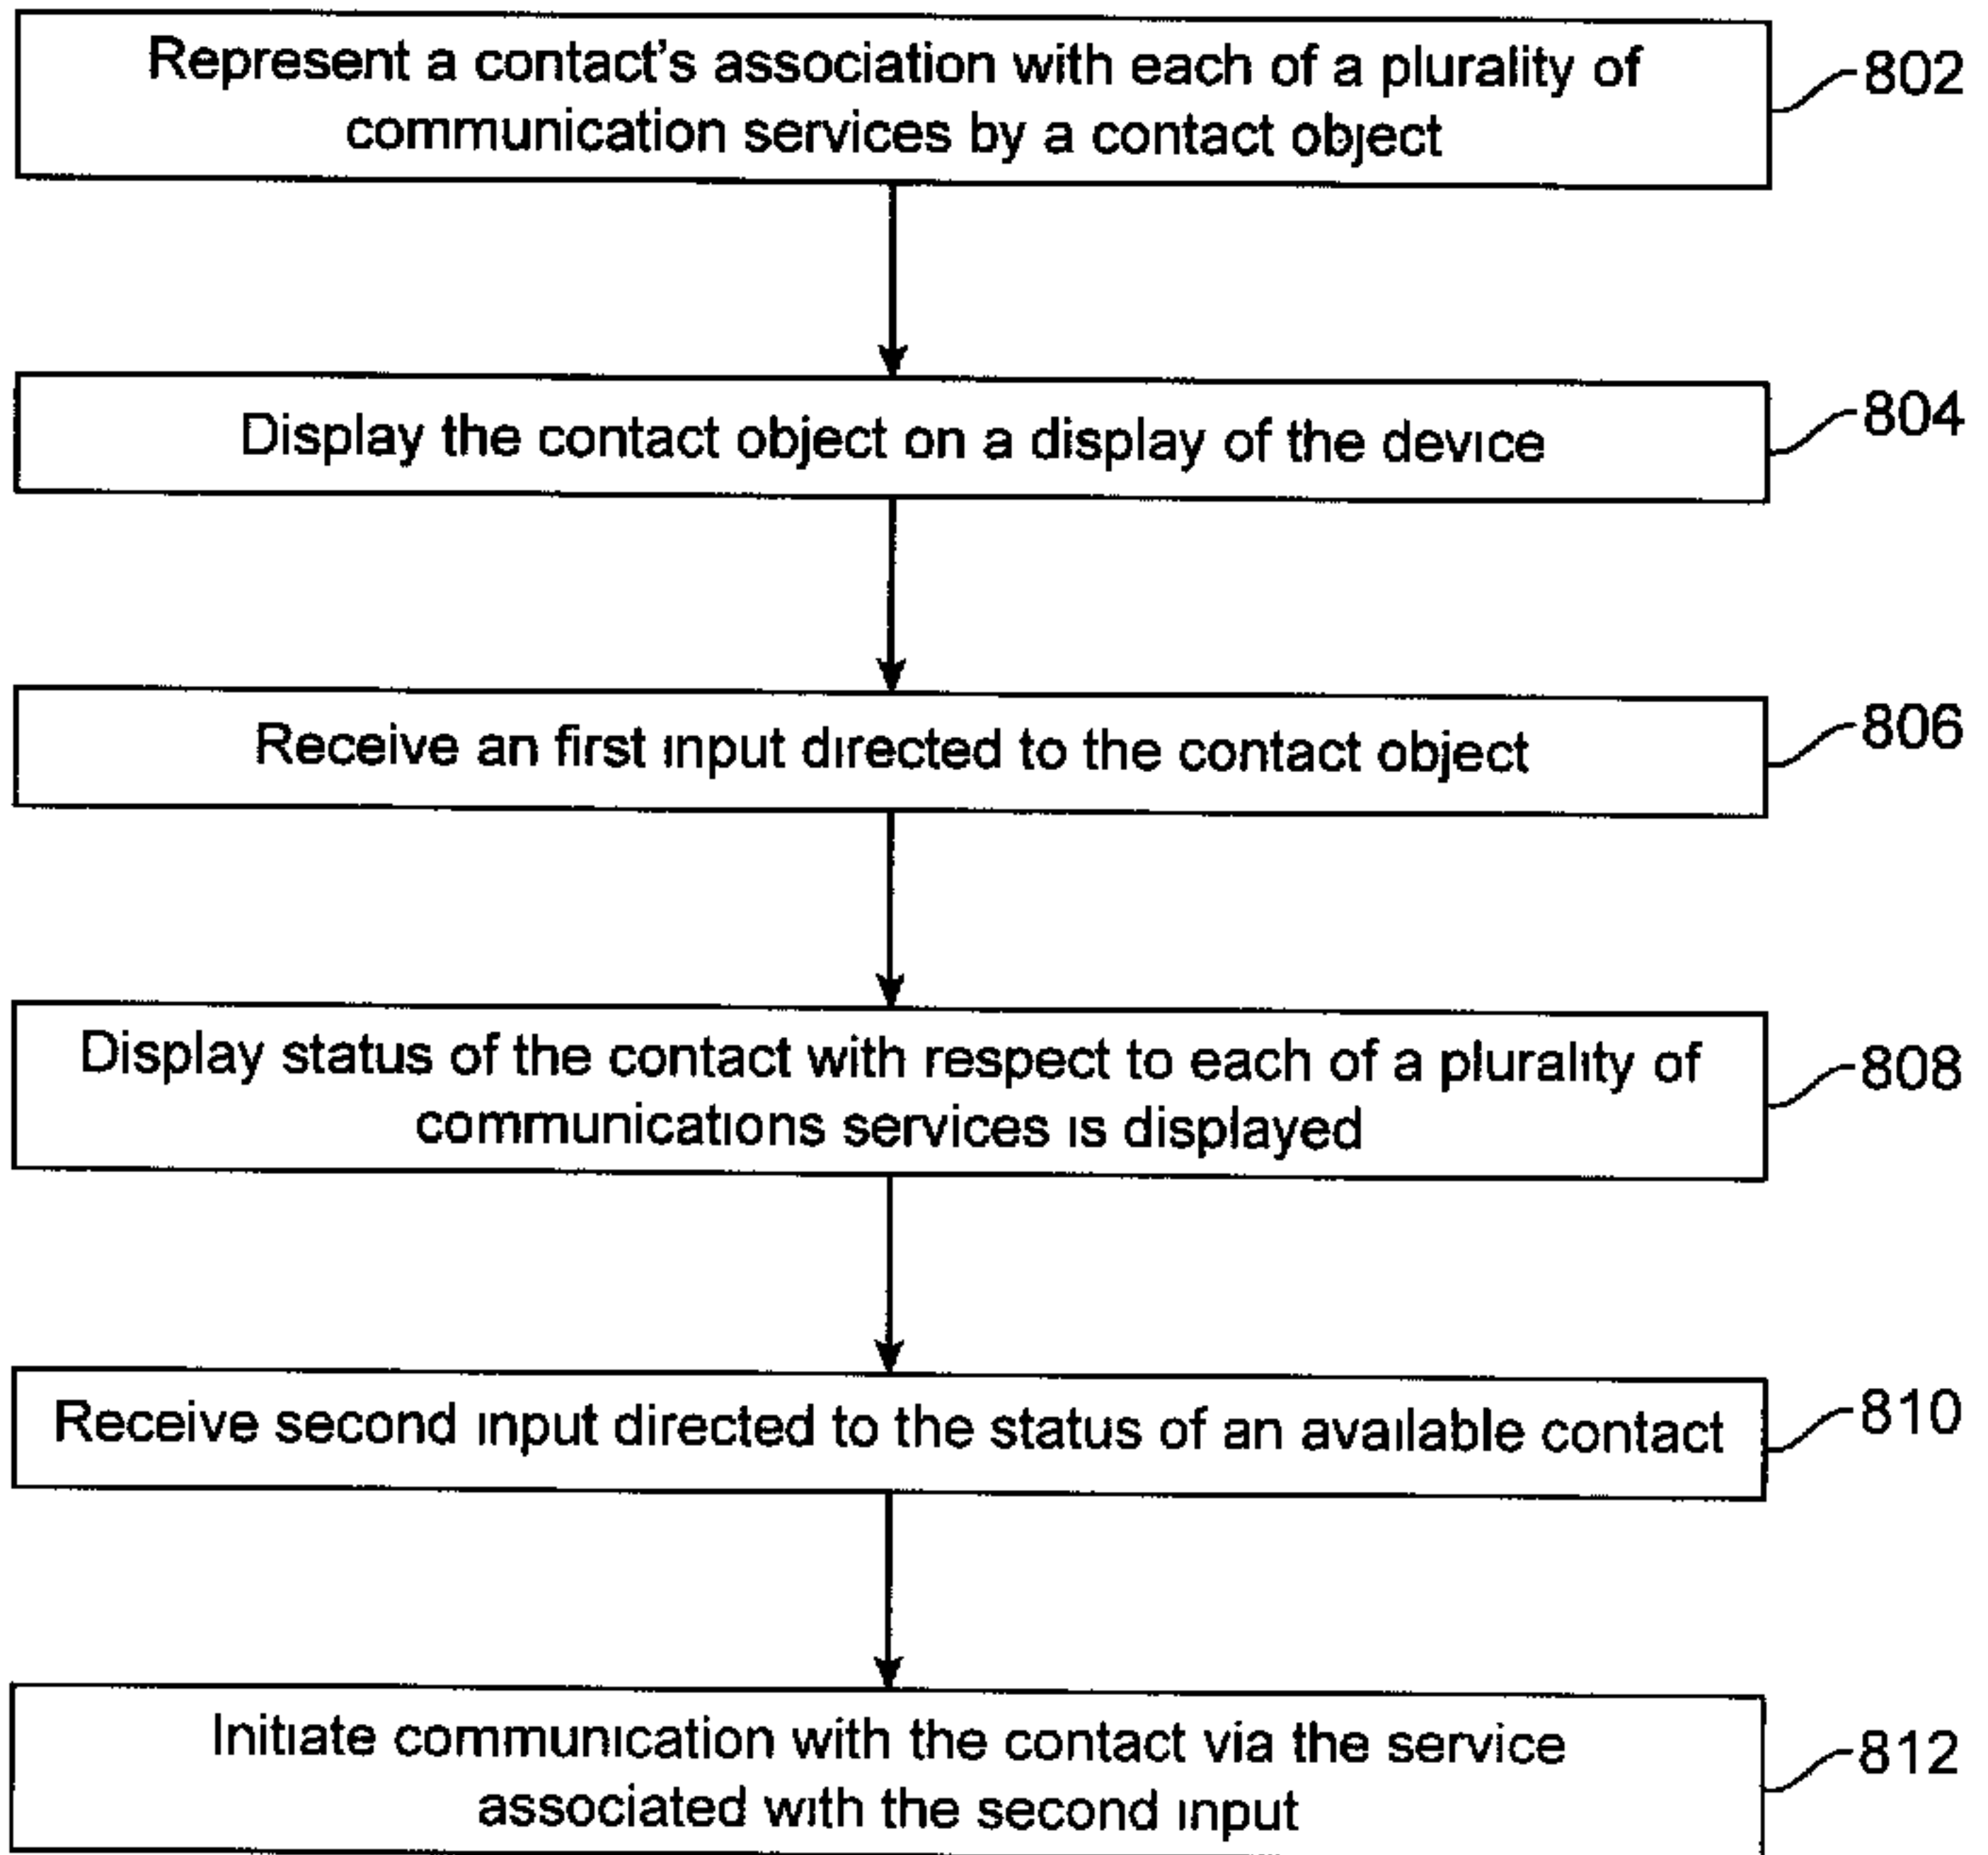 Represent a contact's association with each of a plurality of
communication services by a contact object
802
Display the contact object on a display of the device
804
Receive an first input directed to the contact object
806
Display status of the contact with respect to each of a plurality of
communications services is displayed
808
Receive second input directed to the status of an available contact
810
Initiate communication with the contact via the service
associated with the second input
812